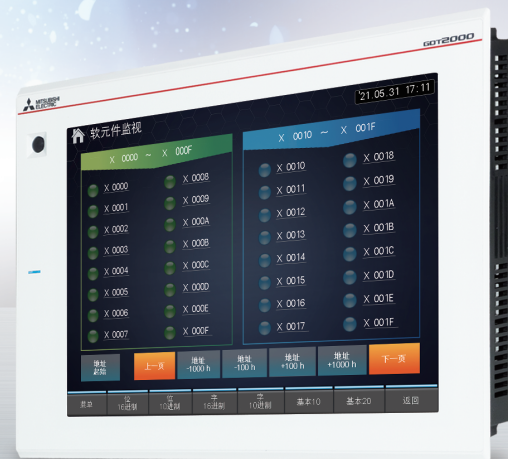 MITSUBISHI
ELECTRIC
GOT2000
'21.05.31 17:11
软元件监视
X 0000 ~ X 000F
X 0000
X 0001
X 0002
X 0003
X 0004
X 0005
X 0006
X 0007
X 0008
X 0009
X 000A
X 000B
X 000C
X 000D
X 000E
X 000F
X 0010 ~ X 001F
X 0010
X 0011
X 0012
X 0013
X 0014
X 0015
X 0016
X 0017
X 0018
X 0019
X 001A
X 001B
X 001C
X 001D
X 001E
X 001F
地址
起始
上一页
地址
-1000 h
地址
-100 h
地址
+100 h
地址
+1000 h
下一页
菜单
位
16进制
位
10进制
字
16进制
字
10进制
基本10
基本20
返回